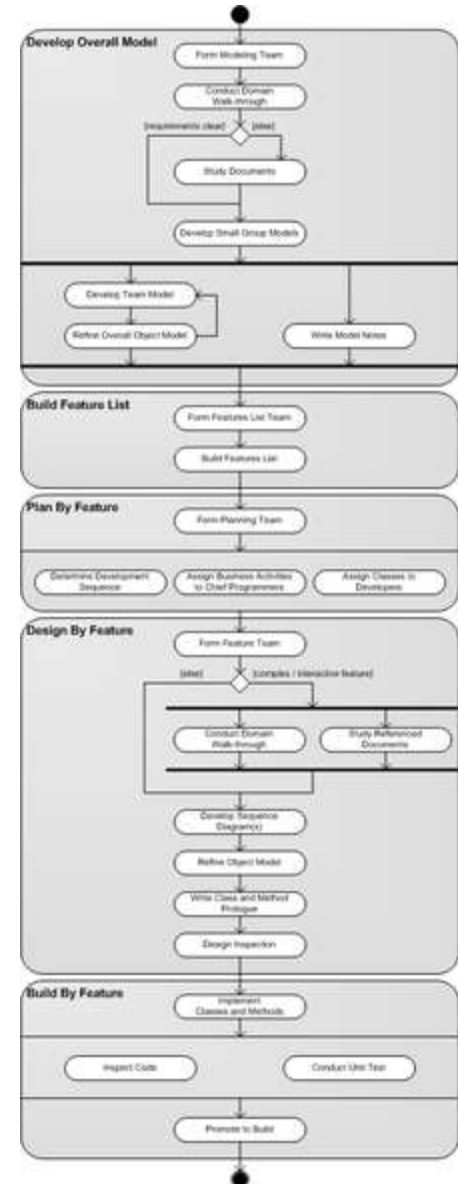 Develop Overall Model
Form Modeling Team
Conduct Domain
Walk-through
[requirements clear]
[else]
Study Documents
Develop Small Group Models
Develop Team Model
Refine Overall Object Model
Write Model Notes
Build Feature List
Form Features List Team
Build Features List
Plan By Feature
Form Planning Team
Determine Development
Sequence
Assign Business Activities
to Chief Programmers
Assign Classes to
Developers
Design By Feature
Form Feature Team
[else]
[complex / interactive feature]
Conduct Domain
Walk-through
Study Referenced
Documents
Develop Sequence
Diagram(s)
Refine Object Model
Write Class and Method
Prologue
Design Inspection
Build By Feature
Implement
Classes and Methods
Inspect Code
Conduct Unit Test
Promote to Build